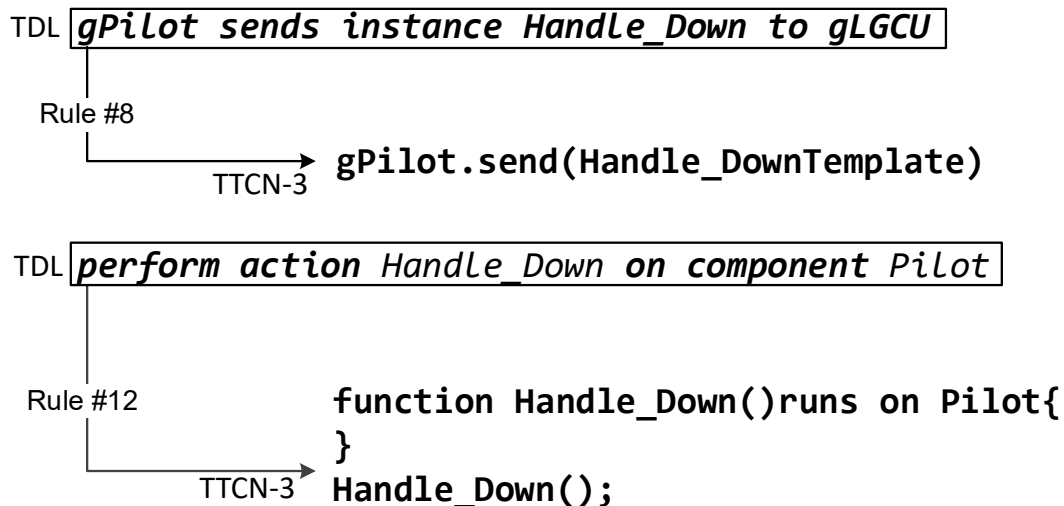 TDL gPilot sends instance Handle_Down to gLGCU
Rule #8
TTCN-3 gPilot.send(Handle_DownTemplate)
TDL perform action Handle_Down on component Pilot
Rule #12
function Handle_Down()runs on Pilot{
}
TTCN-3 Handle_Down();